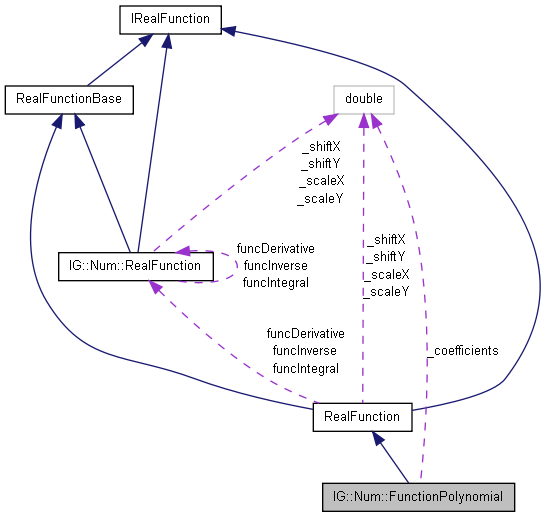 IRealFunction
RealFunctionBase
double
_shiftX
_shiftY
_scaleX
_scaleY
funcDerivative
funcInverse
funcIntegral
IG::Num::RealFunction
_shiftX
_shiftY
_scaleX
_scaleY
funcDerivative
funcInverse
funcIntegral
_coefficients
RealFunction
IG::Num::FunctionPolynomial